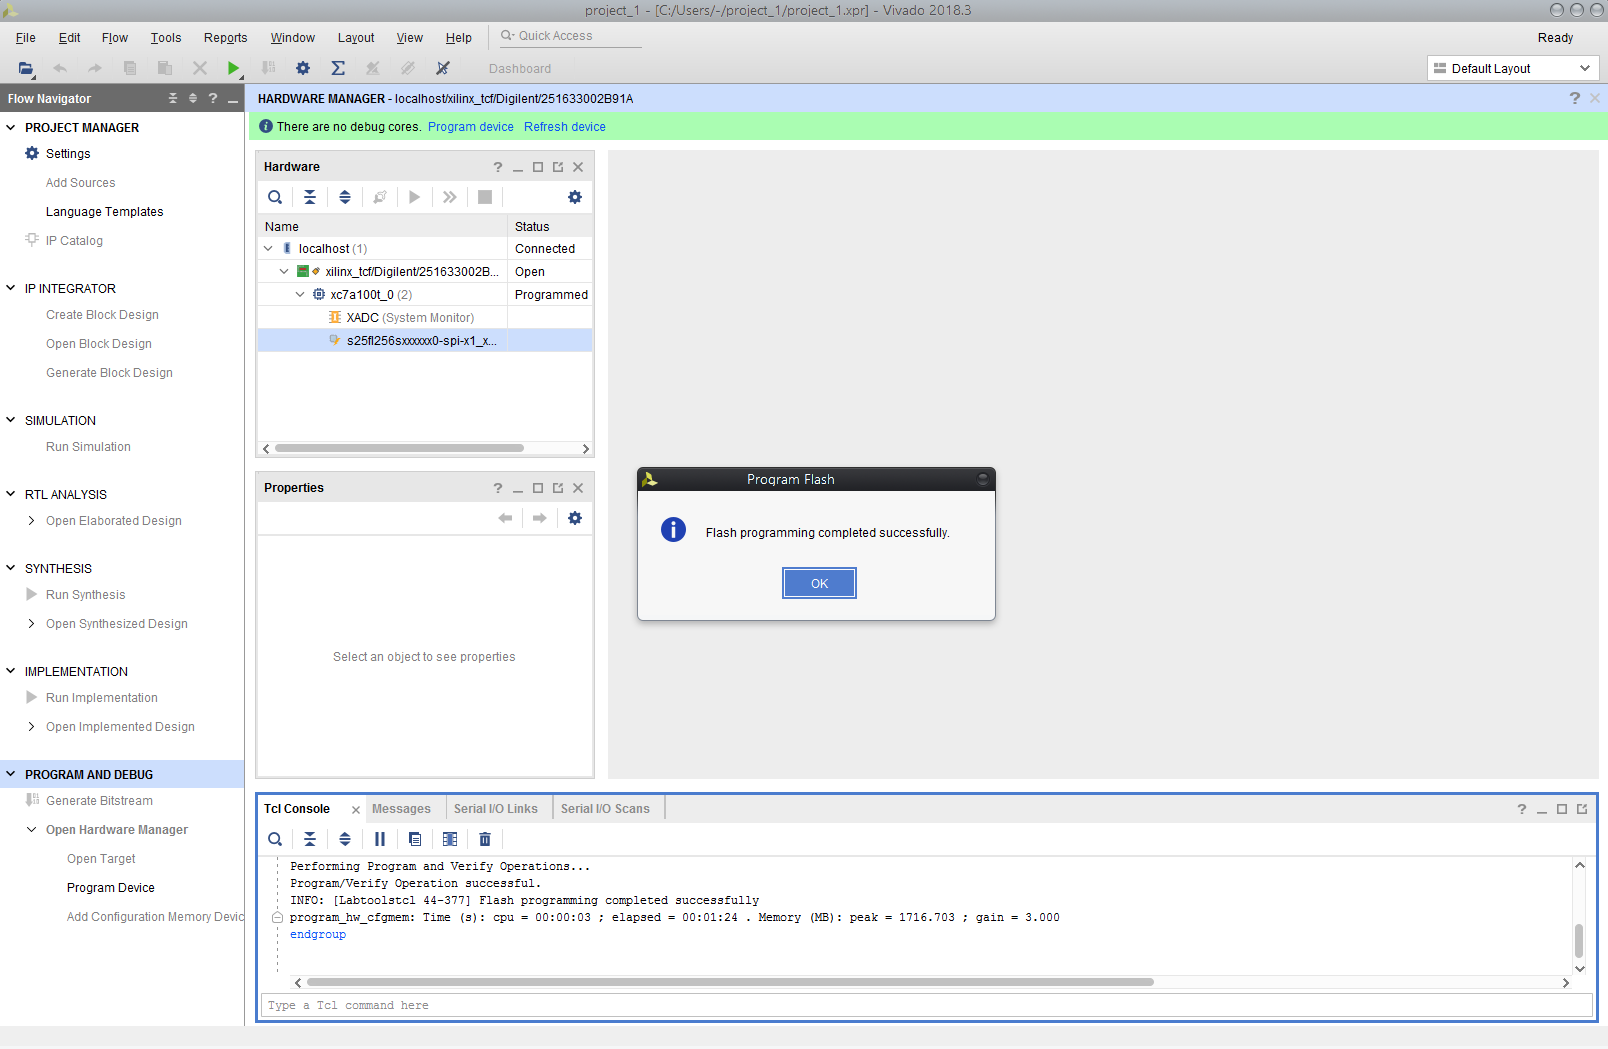 project_1 - [C:/Users/-/project_1/project_1.xpr] - Vivado 2018.3
File Edit Flow Tools Reports Window Layout View Help Quick Access Ready
Dashboard Default Layout
Flow Navigator
HARDWARE MANAGER - localhost/xilinx_tcf/Digilent/251633002B91A
There are no debug cores. Program device Refresh device
PROJECT MANAGER
Settings
Add Sources
Language Templates
IP Catalog
IP INTEGRATOR
Create Block Design
Open Block Design
Generate Block Design
SIMULATION
Run Simulation
RTL ANALYSIS
Open Elaborated Design
SYNTHESIS
Run Synthesis
Open Synthesized Design
IMPLEMENTATION
Run Implementation
Open Implemented Design
PROGRAM AND DEBUG
Generate Bitstream
Open Hardware Manager
Open Target
Program Device
Add Configuration Memory Devic
Hardware
Name Status
localhost (1) Connected
xilinx_tcf/Digilent/251633002B... Open
xc7a100t_0 (2) Programmed
XADC (System Monitor)
s25fl256sxxxxxx0-spi-x1_x...
Properties
Select an object to see properties
Program Flash
Flash programming completed successfully.
OK
Tcl Console Messages Serial I/O Links Serial I/O Scans
Performing Program and Verify Operations...
Program/Verify Operation successful.
INFO: [Labtoolstcl 44-377] Flash programming completed successfully
program_hw_cfgmem: Time (s): cpu = 00:00:03 ; elapsed = 00:01:24 . Memory (MB): peak = 1716.703 ; gain = 3.000
endgroup
Type a Tcl command here